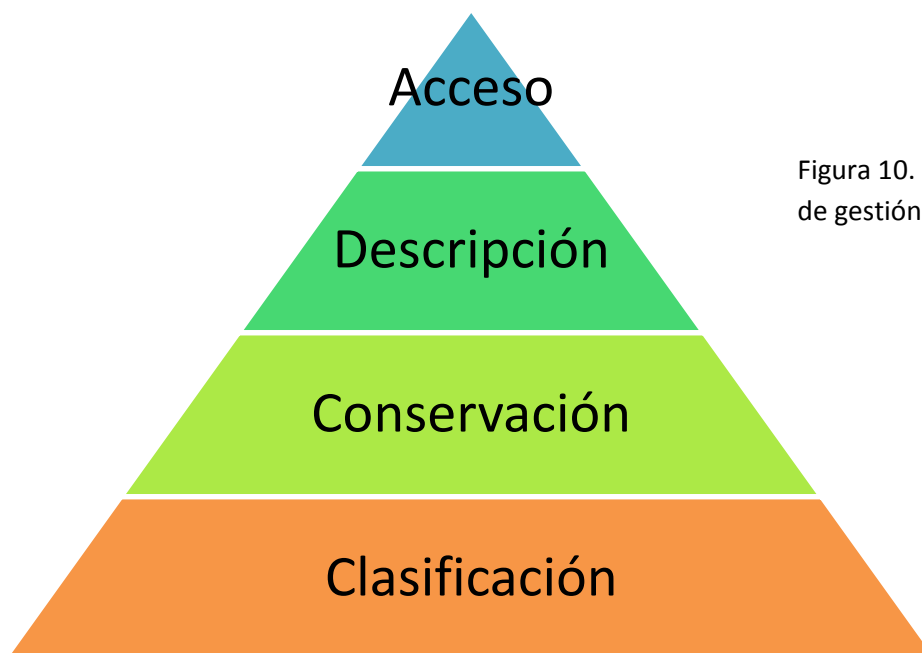 Acceso
Figura 10.
de gestión
Descripción
Conservación
Clasificación